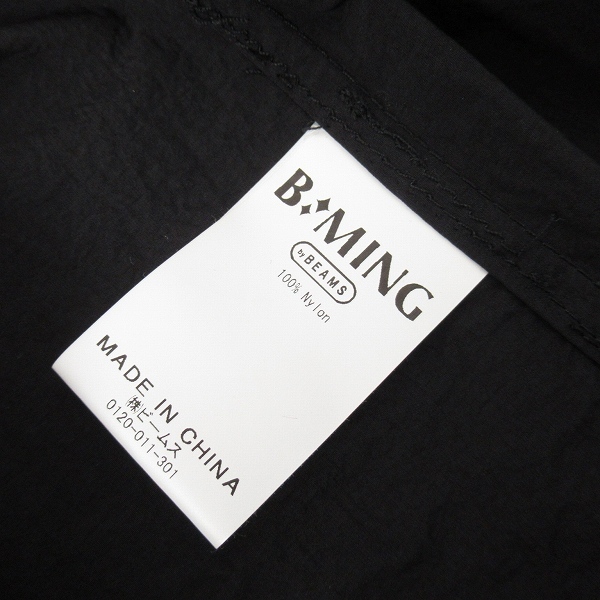 B:MING
by BEAMS
100% Nylon
MADE IN CHINA
㈱ビームス
0120-011-301